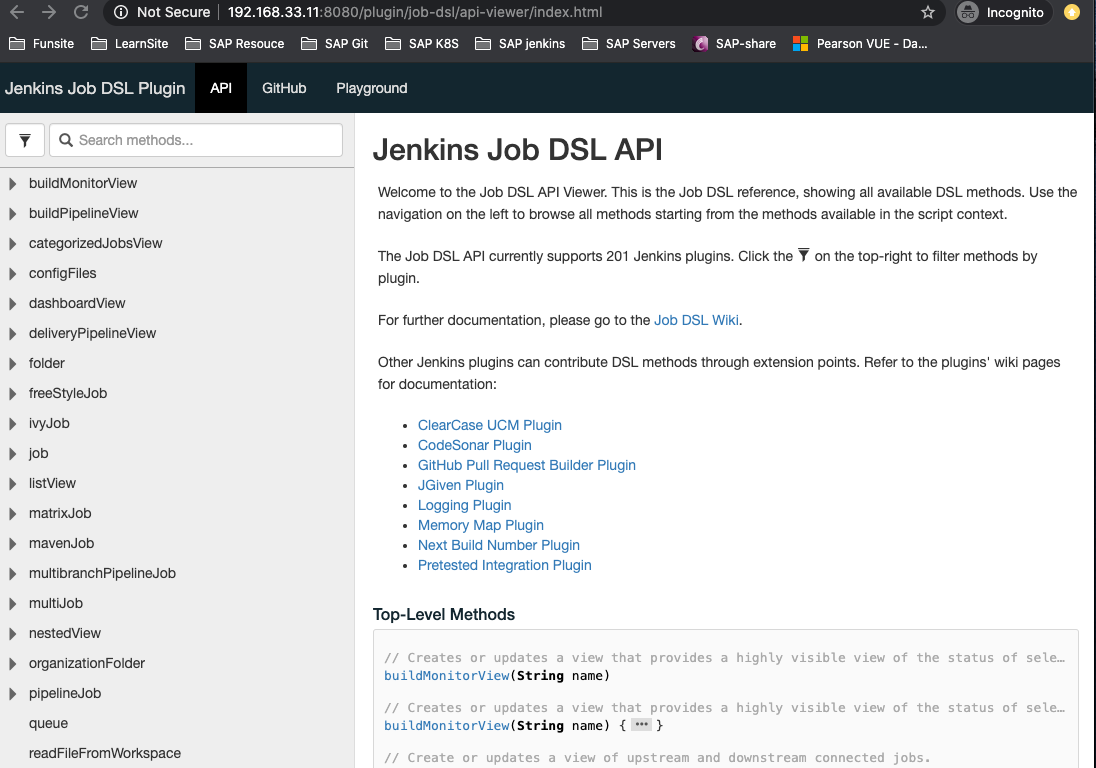 Not Secure | 192.168.33.11:8080/plugin/job-dsl/api-viewer/index.html
Incognito
Funsite LearnSite SAP Resouce SAP Git SAP K8S SAP jenkins SAP Servers SAP-share Pearson VUE - Da...
Jenkins Job DSL Plugin API GitHub Playground
Search methods...
buildMonitorView
buildPipelineView
categorizedJobsView
configFiles
dashboardView
deliveryPipelineView
folder
freeStyleJob
ivyJob
job
listView
matrixJob
mavenJob
multibranchPipelineJob
multiJob
nestedView
organizationFolder
pipelineJob
queue
readFileFromWorkspace
Jenkins Job DSL API
Welcome to the Job DSL API Viewer. This is the Job DSL reference, showing all available DSL methods. Use the
navigation on the left to browse all methods starting from the methods available in the script context.
The Job DSL API currently supports 201 Jenkins plugins. Click the on the top-right to filter methods by
plugin.
For further documentation, please go to the Job DSL Wiki.
Other Jenkins plugins can contribute DSL methods through extension points. Refer to the plugins' wiki pages
for documentation:
• ClearCase UCM Plugin
• CodeSonar Plugin
• GitHub Pull Request Builder Plugin
• JGiven Plugin
• Logging Plugin
• Memory Map Plugin
• Next Build Number Plugin
• Pretested Integration Plugin
Top-Level Methods
// Creates or updates a view that provides a highly visible view of the status of sele…
buildMonitorView(String name)
// Creates or updates a view that provides a highly visible view of the status of sele…
buildMonitorView(String name) { ••• }
// Create or updates a view of upstream and downstream connected jobs.